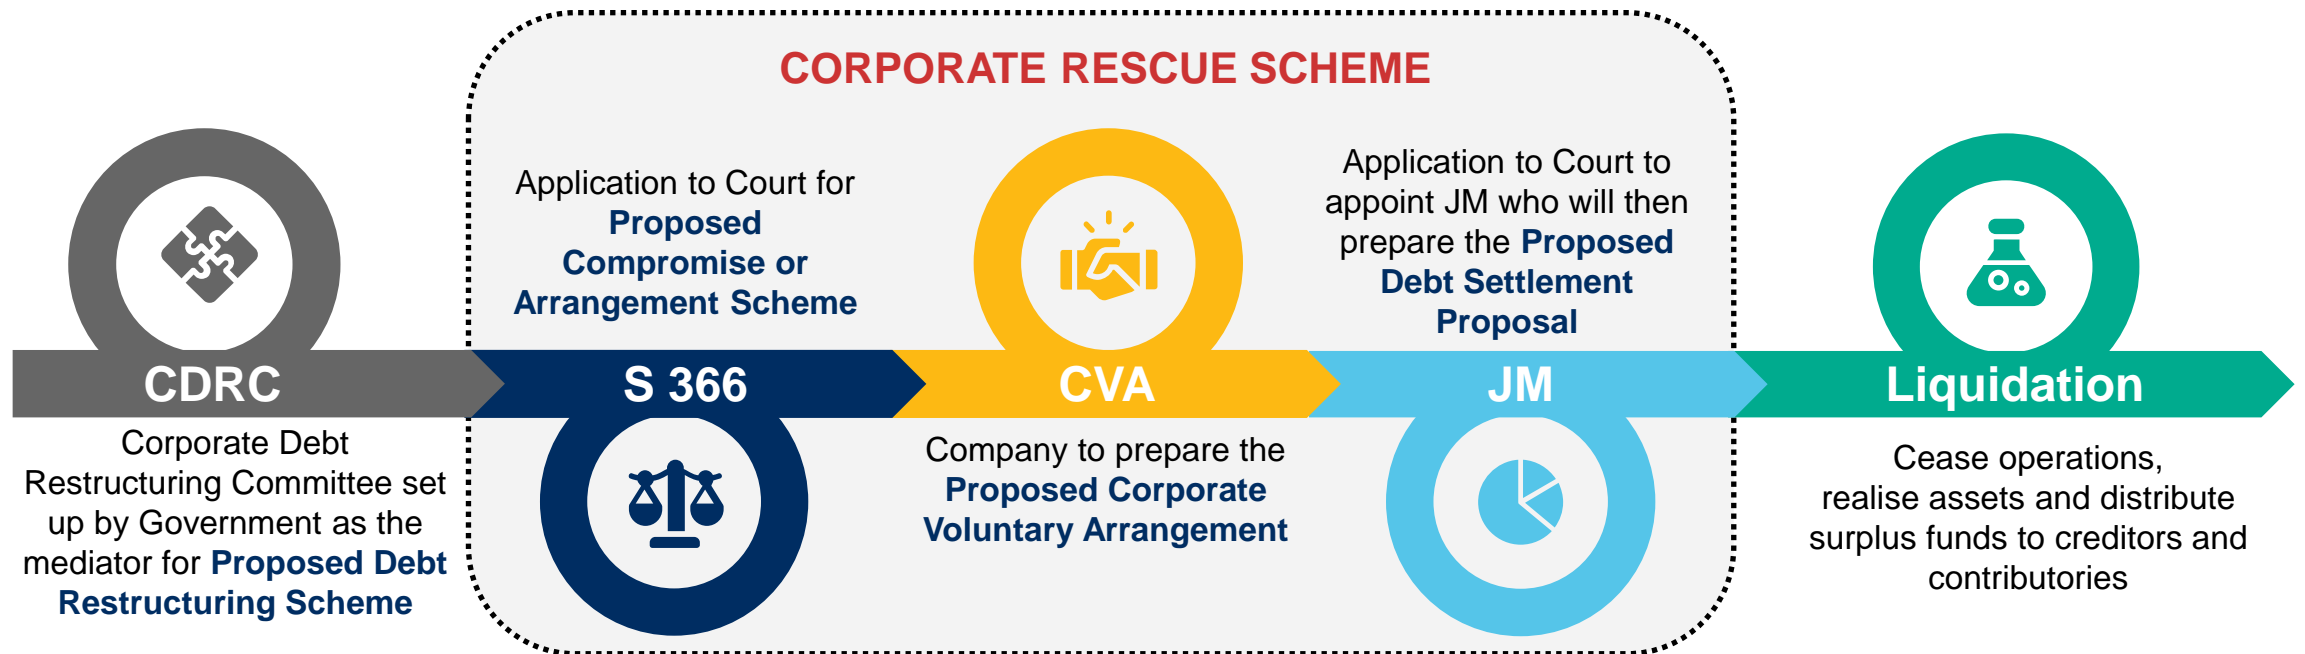 CORPORATE RESCUE SCHEME
CDRC
Corporate Debt
Restructuring Committee set
up by Government as the
mediator for Proposed Debt
Restructuring Scheme
Application to Court for
Proposed
Compromise or
Arrangement Scheme
S 366
CVA
Company to prepare the
Proposed Corporate
Voluntary Arrangement
Application to Court to
appoint JM who will then
prepare the Proposed
Debt Settlement
Proposal
JM
Liquidation
Cease operations,
realise assets and distribute
surplus funds to creditors and
contributories